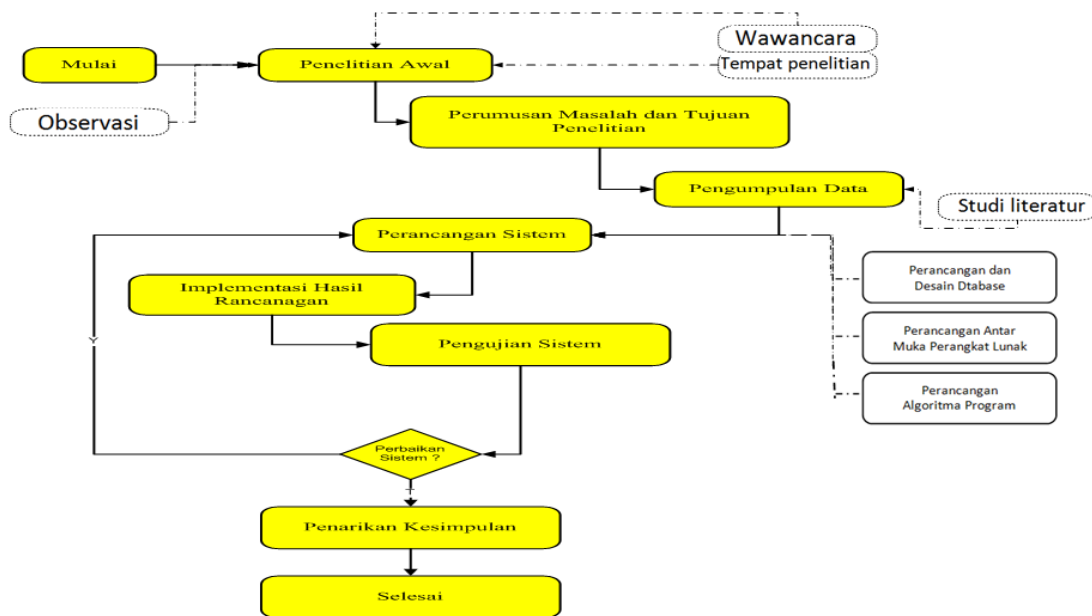 Wawancara
Mulai
Penelitian Awal
Tempat penelitian
Observasi
Perumusan Masalah dan Tujuan
Penelitian
Pengumpulan Data
Studi literatur
Perancangan Sistem
Perancangan dan
Desain Dtabase
Implementasi Hasil
Rancanagan
Perancangan Antar
Muka Perangkat Lunak
Y
Pengujian Sistem
Perancangan
Algoritma Program
Perbaikan
Sistem ?
Penarikan Kesimpulan
Selesai